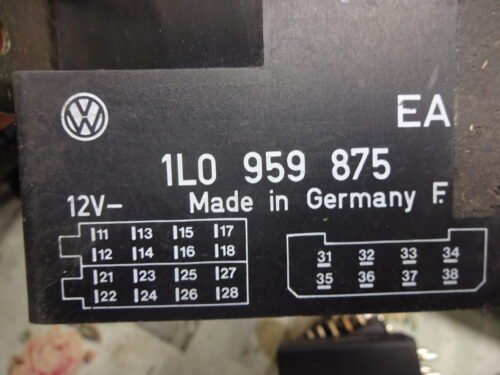 EA
1L0 959 875
12V- Made in Germany F.
11 13 15 17
12 14 16 18
21 23 25 27
22 24 26 28
31 32 33 34
35 36 37 38